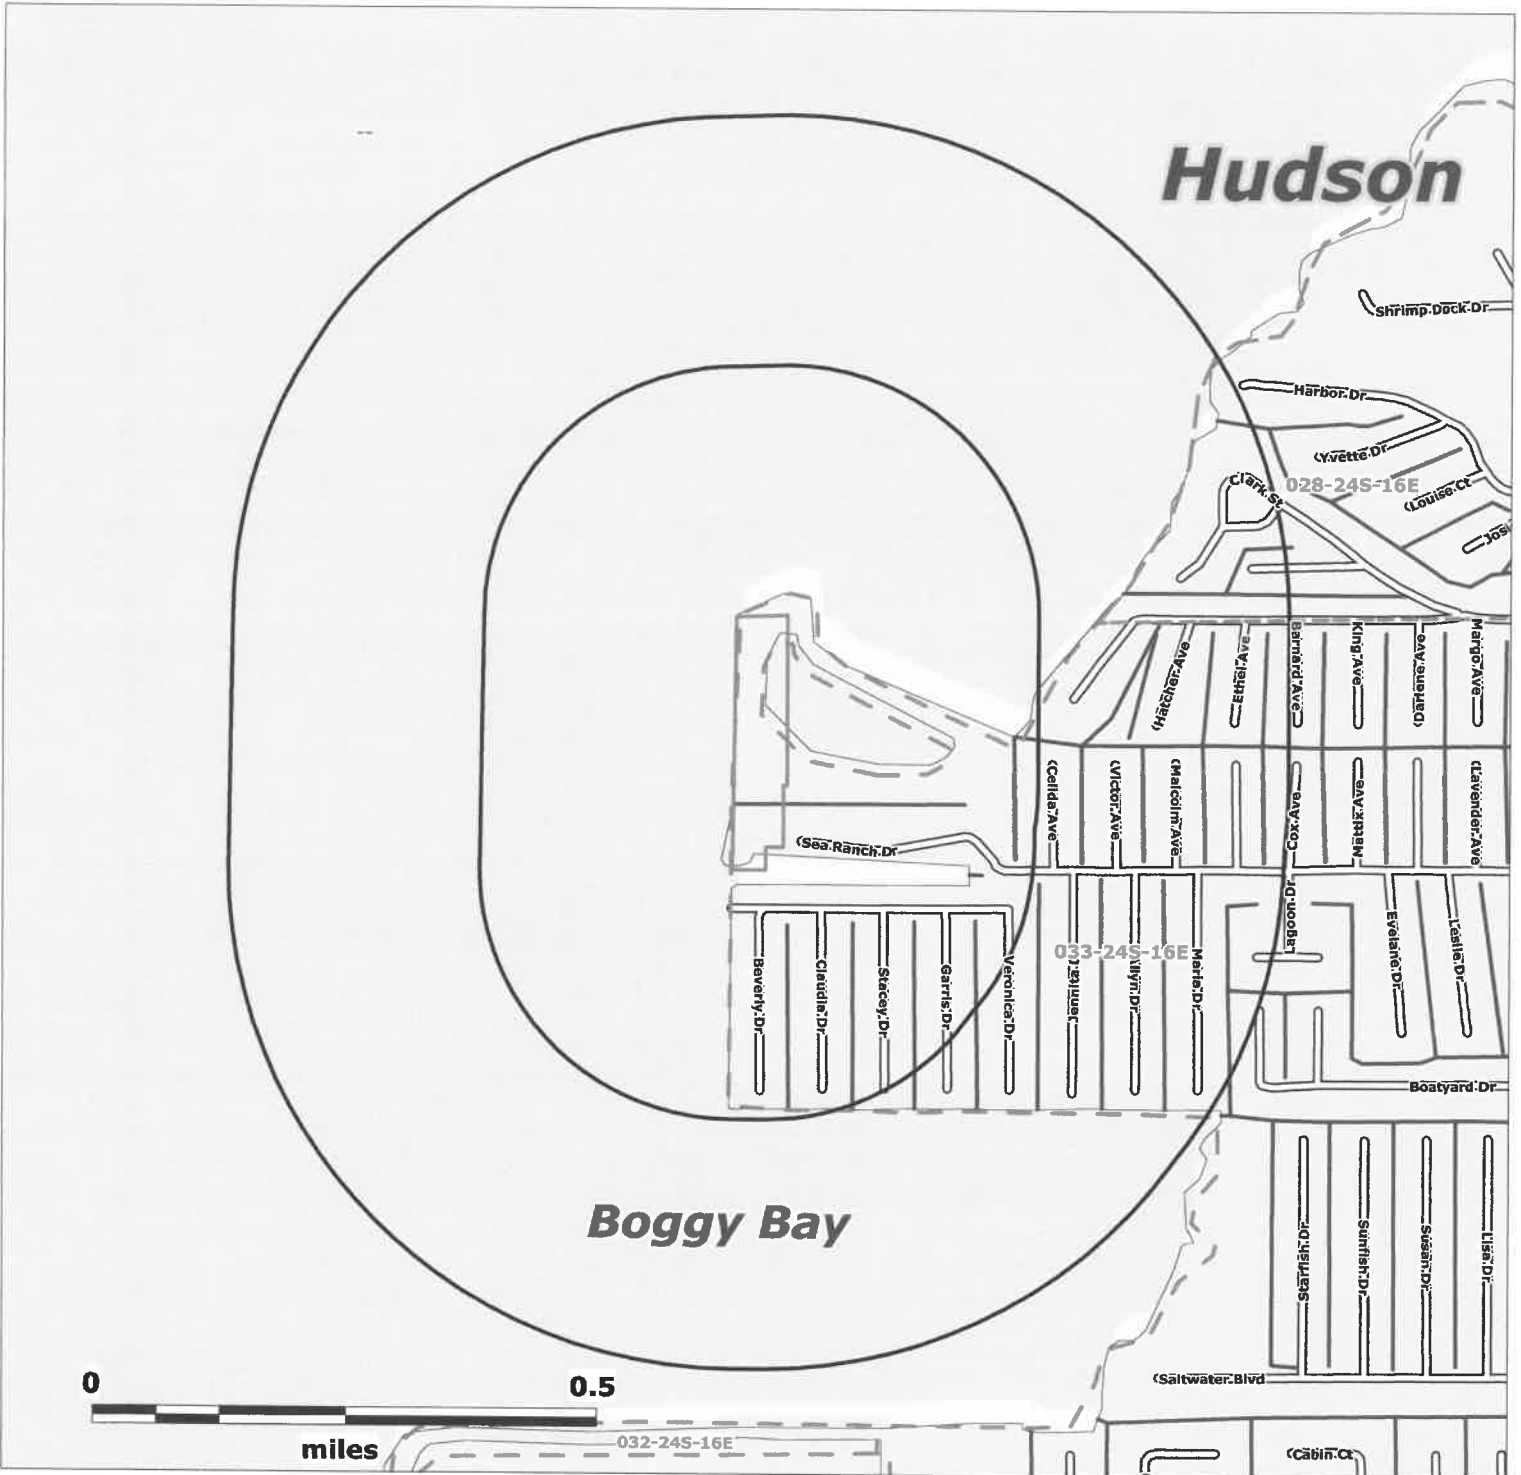 Hudson
Shrimp Dock Dr
Harbor Dr
Yvette Dr
Clark St
028-24S-16E
Louise Ct
Jos
Hatcher Ave
Ethel Ave
Barnard Ave
King Ave
Darlene Ave
Margo Ave
Celida Ave
Victor Ave
Malcolm Ave
Cox Ave
Mattix Ave
Lavender Ave
Sea Ranch Dr
Lagoon Dr
Evelane Dr
Leslie Dr
033-24S-16E
Beverly Dr
Claudia Dr
Stacey Dr
Garris Dr
Veronica Dr
Maria Dr
Boatyard Dr
Boggy Bay
Starfish Dr
Sunfish Dr
Susan Dr
Lisa Dr
Saltwater Blvd
0
0.5
miles
032-24S-16E
Cabin Ct